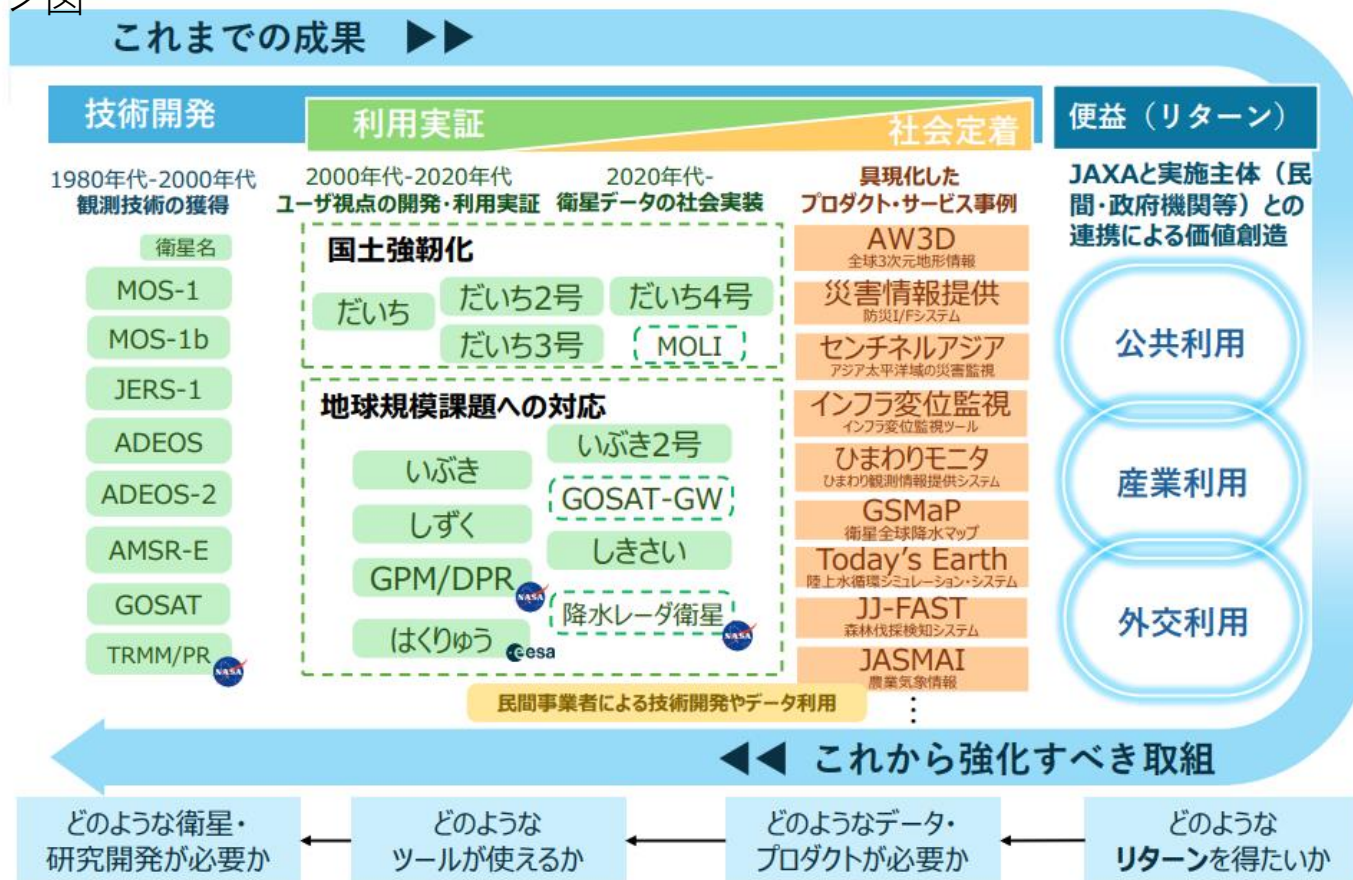 これまでの成果 ▶▶
技術開発
利用実証
社会定着
便益（リターン）
1980年代-2000年代
観測技術の獲得
2000年代-2020年代
ユーザ視点の開発・利用実証
2020年代-
衛星データの社会実装
具現化した
プロダクト・サービス事例
JAXAと実施主体（民
間・政府機関等）との
連携による価値創造
衛星名
MOS-1
MOS-1b
JERS-1
ADEOS
ADEOS-2
AMSR-E
GOSAT
TRMM/PR
NASA
国土強靭化
だいち
だいち2号
だいち3号
だいち4号
MOLI
地球規模課題への対応
いぶき
しずく
GPM/DPR
NASA
はくりゅう
esa
いぶき2号
GOSAT-GW
しきさい
降水レーダ衛星
NASA
AW3D
全球3次元地形情報
災害情報提供
防災I/Fシステム
センチネルアジア
アジア太平洋域の災害監視
インフラ変位監視
インフラ変位監視ツール
ひまわりモニタ
ひまわり観測情報提供システム
GSMaP
衛星全球降水マップ
Today's Earth
陸上水循環シミュレーション・システム
JJ-FAST
森林伐採検知システム
JASMAI
農業気象情報
⋮
公共利用
産業利用
外交利用
民間事業者による技術開発やデータ利用
◀◀ これから強化すべき取組
どのような衛星・
研究開発が必要か
どのような
ツールが使えるか
どのようなデータ・
プロダクトが必要か
どのような
リターンを得たいか